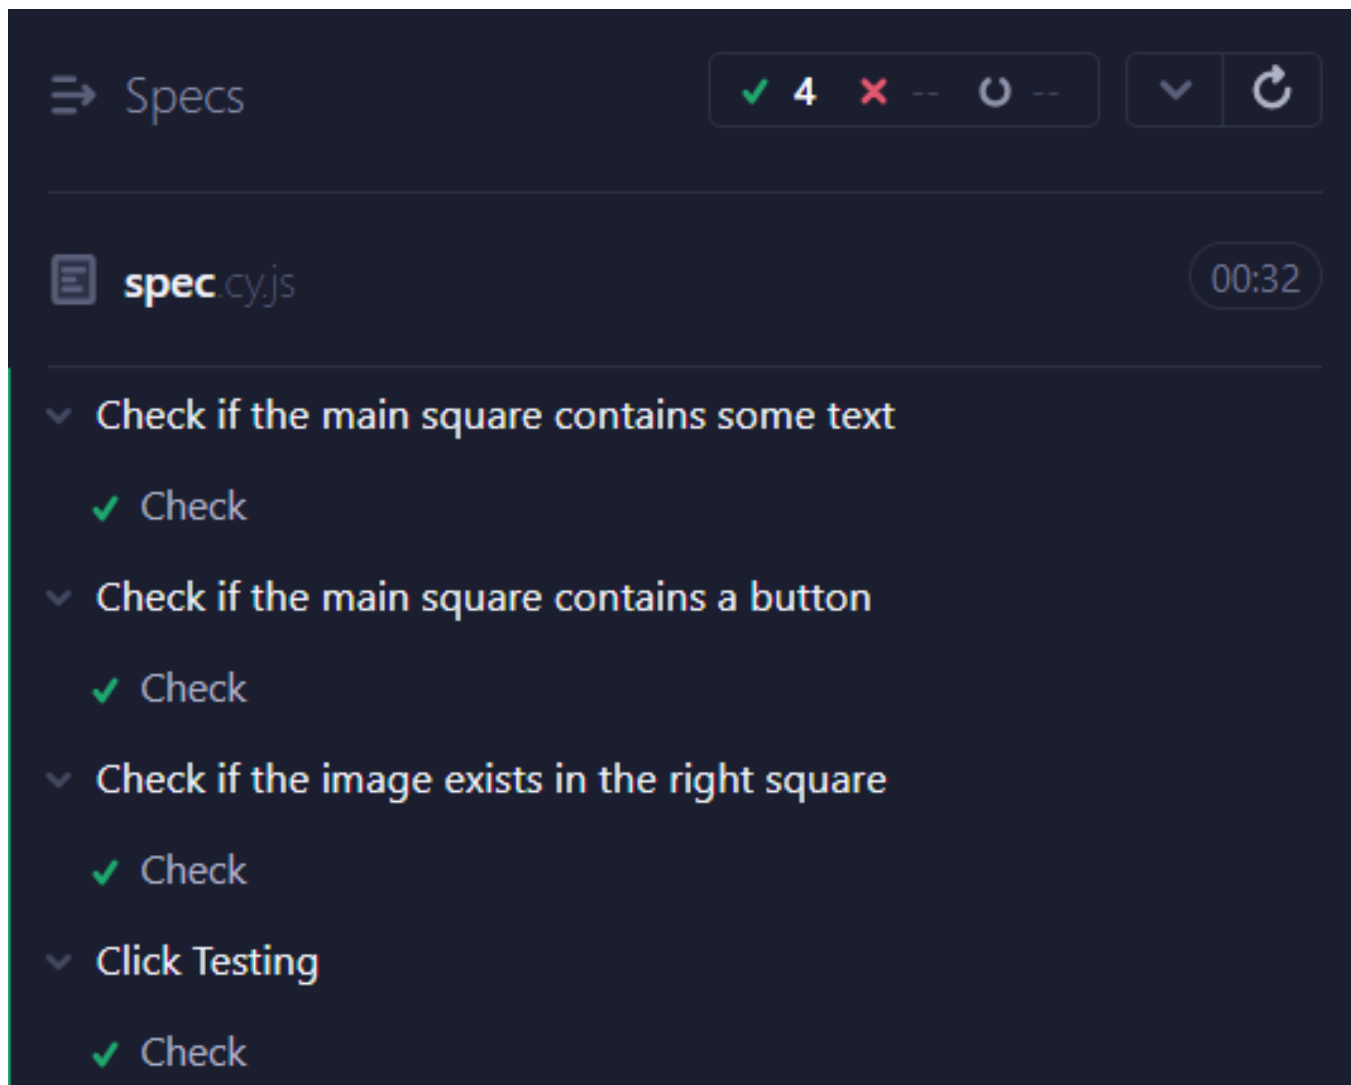 Specs 4 -- --
spec.cy.js 00:32
Check if the main square contains some text
Check
Check if the main square contains a button
Check
Check if the image exists in the right square
Check
Click Testing
Check